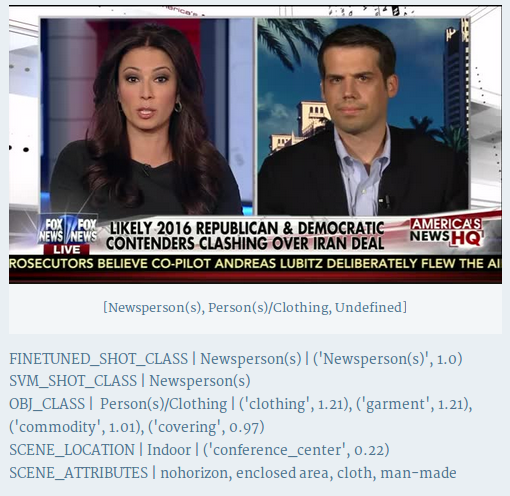 FOX NEWS FOX NEWS
LIVE
LIKELY 2016 REPUBLICAN & DEMOCRATIC
CONTENDERS CLASHING OVER IRAN DEAL
AMERICA'S
NEWS HQ
ROSECUTORS BELIEVE CO-PILOT ANDREAS LUBITZ DELIBERATELY FLEW THE AI
[Newsperson(s), Person(s)/Clothing, Undefined]
FINETUNED_SHOT_CLASS | Newsperson(s) | ('Newsperson(s)', 1.0)
SVM_SHOT_CLASS | Newsperson(s)
OBJ_CLASS | Person(s)/Clothing | ('clothing', 1.21), ('garment', 1.21),
('commodity', 1.01), ('covering', 0.97)
SCENE_LOCATION | Indoor | ('conference_center', 0.22)
SCENE_ATTRIBUTES | nohorizon, enclosed area, cloth, man-made